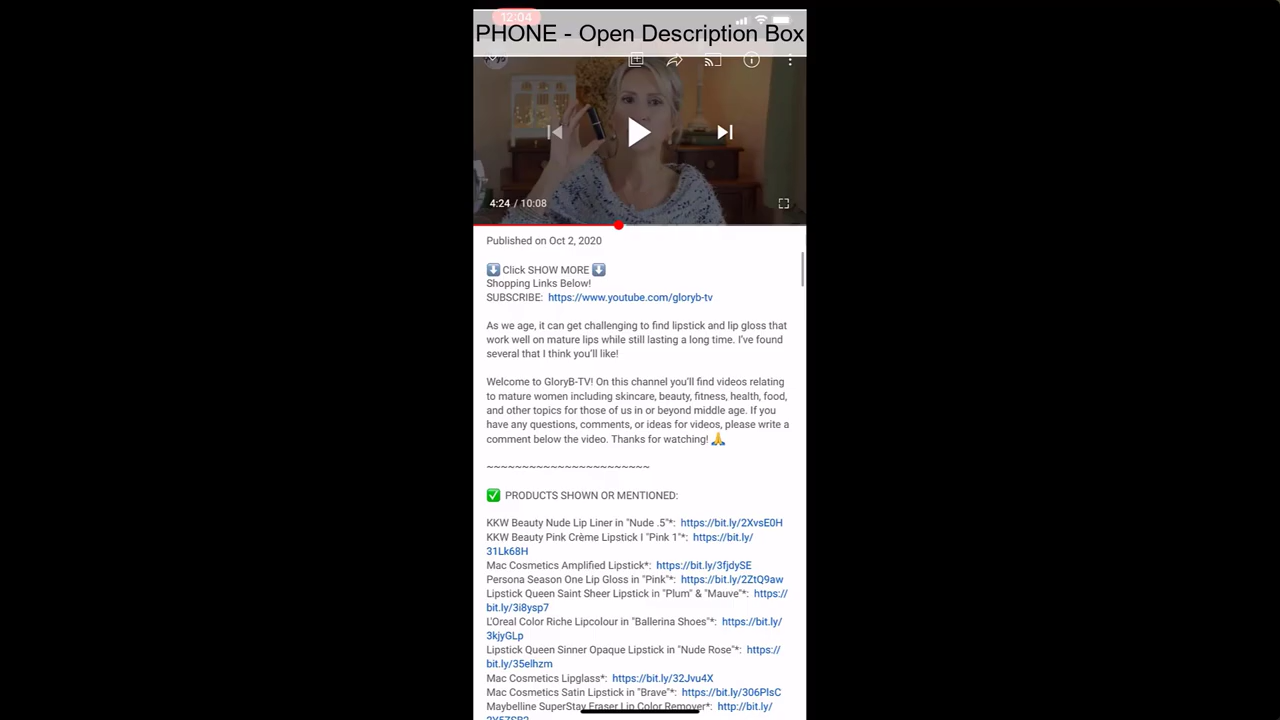 12:04
PHONE - Open Description Box
4:24 / 10:08
Published on Oct 2, 2020
⬇️ Click SHOW MORE ⬇️
Shopping Links Below!
SUBSCRIBE: https://www.youtube.com/gloryb-tv
As we age, it can get challenging to find lipstick and lip gloss that
work well on mature lips while still lasting a long time. I've found
several that I think you'll like!
Welcome to GloryB-TV! On this channel you'll find videos relating
to mature women including skincare, beauty, fitness, health, food,
and other topics for those of us in or beyond middle age. If you
have any questions, comments, or ideas for videos, please write a
comment below the video. Thanks for watching! 🙏
~~~~~~~~~~~~~~~~~~~~~~~
✅ PRODUCTS SHOWN OR MENTIONED:
KKW Beauty Nude Lip Liner in "Nude .5"*: https://bit.ly/2XvsE0H
KKW Beauty Pink Crème Lipstick I "Pink 1"*: https://bit.ly/
31Lk68H
Mac Cosmetics Amplified Lipstick*: https://bit.ly/3fjdySE
Persona Season One Lip Gloss in "Pink"*: https://bit.ly/2ZtQ9aw
Lipstick Queen Saint Sheer Lipstick in "Plum" & "Mauve"*: https://
bit.ly/3i8ysp7
L'Oreal Color Riche Lipcolour in "Ballerina Shoes"*: https://bit.ly/
3kjyGLp
Lipstick Queen Sinner Opaque Lipstick in "Nude Rose"*: https://
bit.ly/35elhzm
Mac Cosmetics Lipglass*: https://bit.ly/32Jvu4X
Mac Cosmetics Satin Lipstick in "Brave"*: https://bit.ly/306PIsC
Maybelline SuperStay Eraser Lip Color Remover*: http://bit.ly/